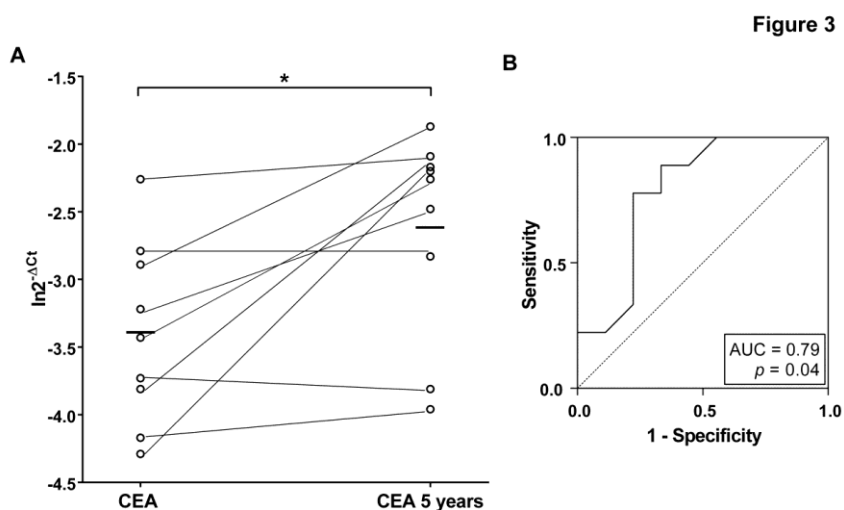 Figure 3
A
*
-1.5
-2.0
-2.5
-3.0
-3.5
-4.0
-4.5
ln2^-ΔCt
CEA
CEA 5 years
B
1.0
0.5
0.0
Sensitivity
0.0
0.5
1.0
1 - Specificity
AUC = 0.79
p = 0.04